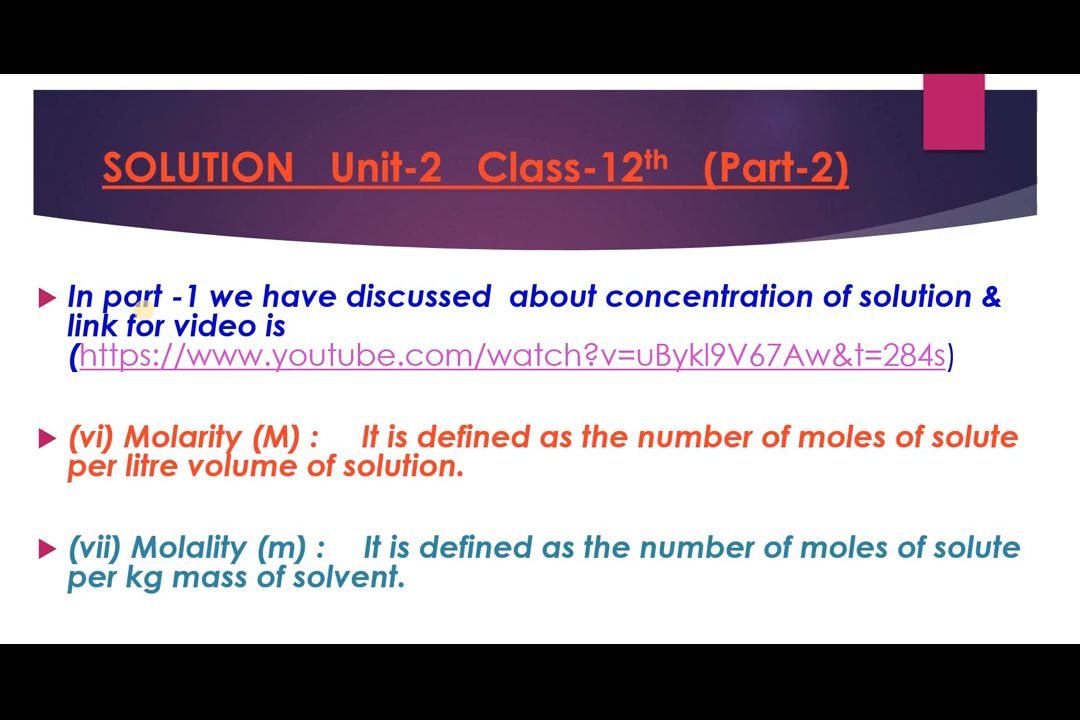 SOLUTION Unit-2 Class-12th (Part-2)
In part -1 we have discussed about concentration of solution &
link for video is
(https://www.youtube.com/watch?v=uBykl9V67Aw&t=284s)
(vi) Molarity (M) : It is defined as the number of moles of solute
per litre volume of solution.
(vii) Molality (m) : It is defined as the number of moles of solute
per kg mass of solvent.